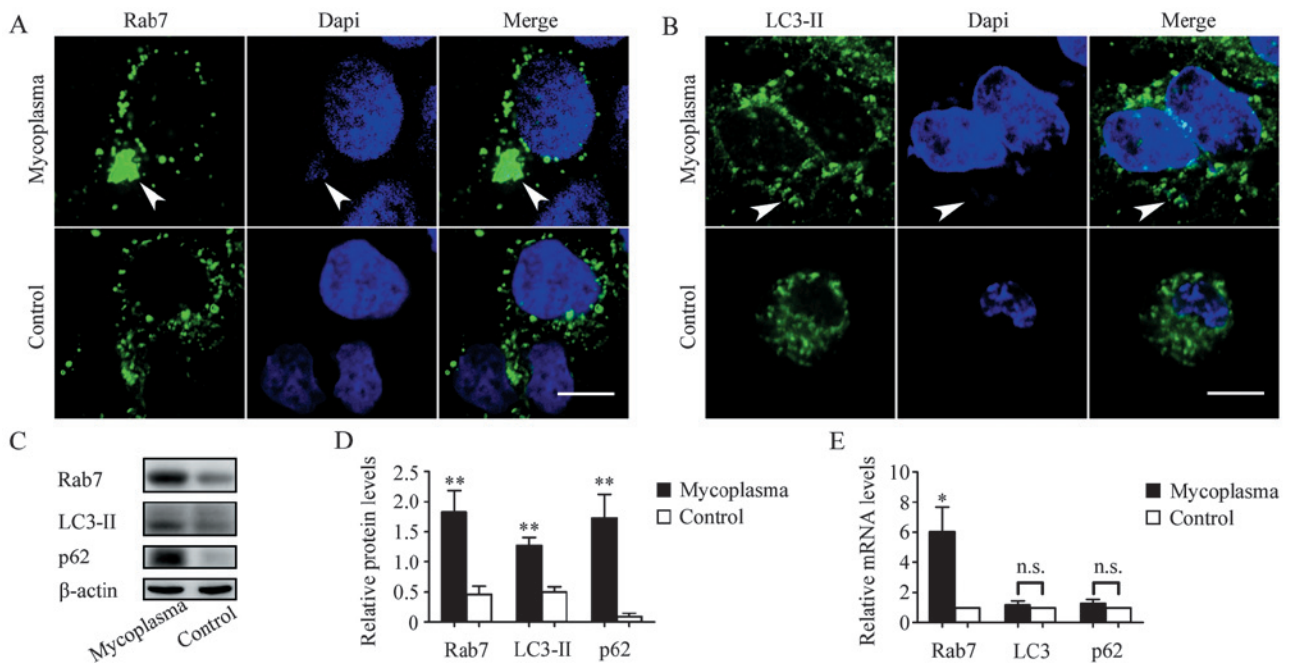 A
Rab7
Dapi
Merge
Mycoplasma
Control
B
LC3-II
Dapi
Merge
Mycoplasma
Control
C
Rab7
LC3-II
p62
β-actin
Mycoplasma
Control
D
Relative protein levels
2.5
2.0
1.5
1.0
0.5
0
**
**
**
Rab7
LC3-II
p62
Mycoplasma
Control
E
Relative mRNA levels
10
8
6
4
2
0
*
n.s.
n.s.
Rab7
LC3
p62
Mycoplasma
Control